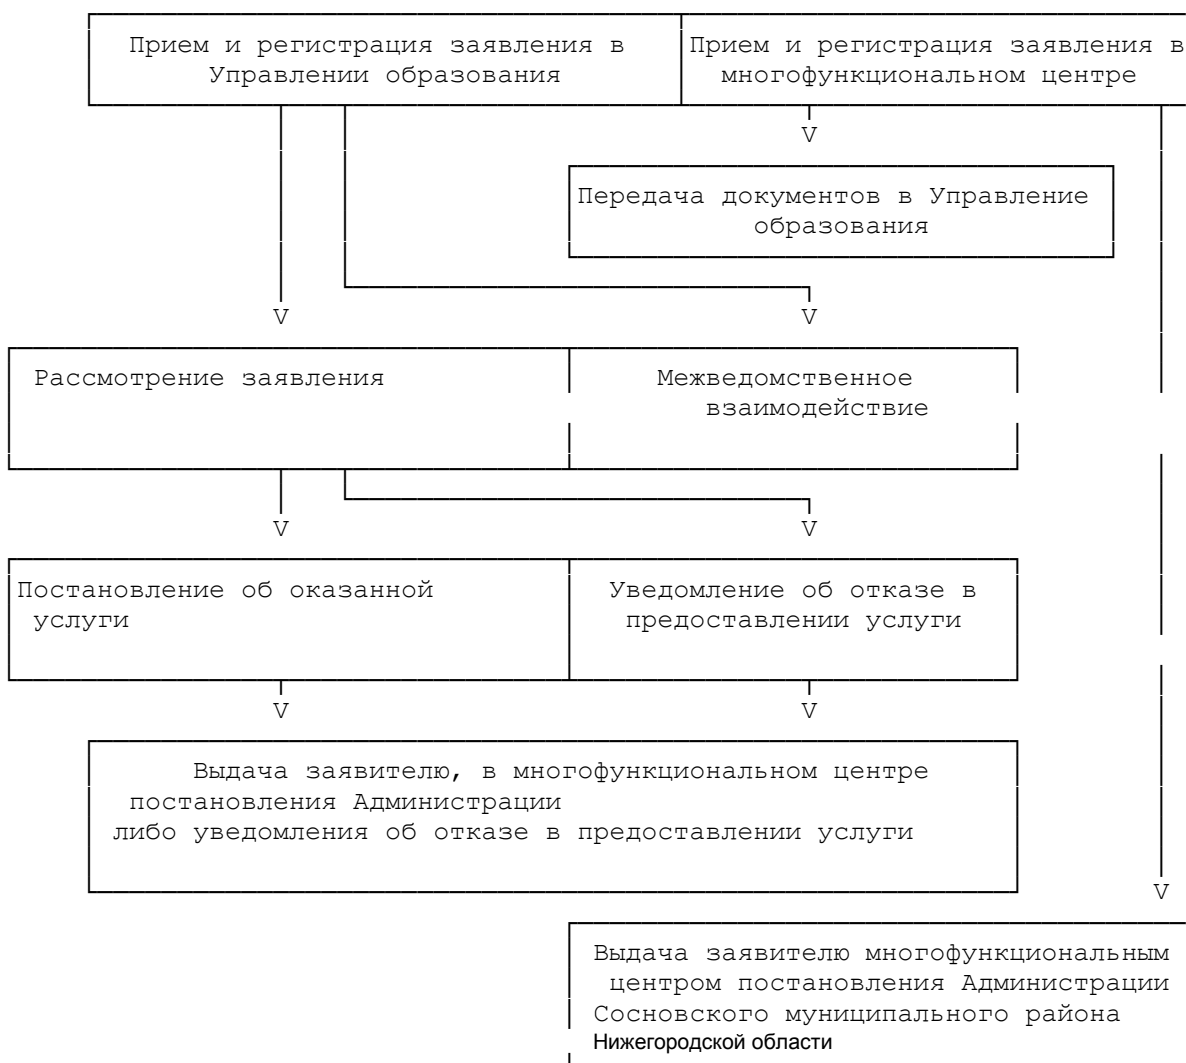 Прием и регистрация заявления в
Управлении образования
Прием и регистрация заявления в
многофункциональном центре
V
Передача документов в Управление
образования
V
V
Рассмотрение заявления
Межведомственное
взаимодействие
V
V
Постановление об оказанной
услуги
Уведомление об отказе в
предоставлении услуги
V
V
Выдача заявителю, в многофункциональном центре
постановления Администрации
либо уведомления об отказе в предоставлении услуги
V
Выдача заявителю многофункциональным
центром постановления Администрации
Сосновского муниципального района
Нижегородской области